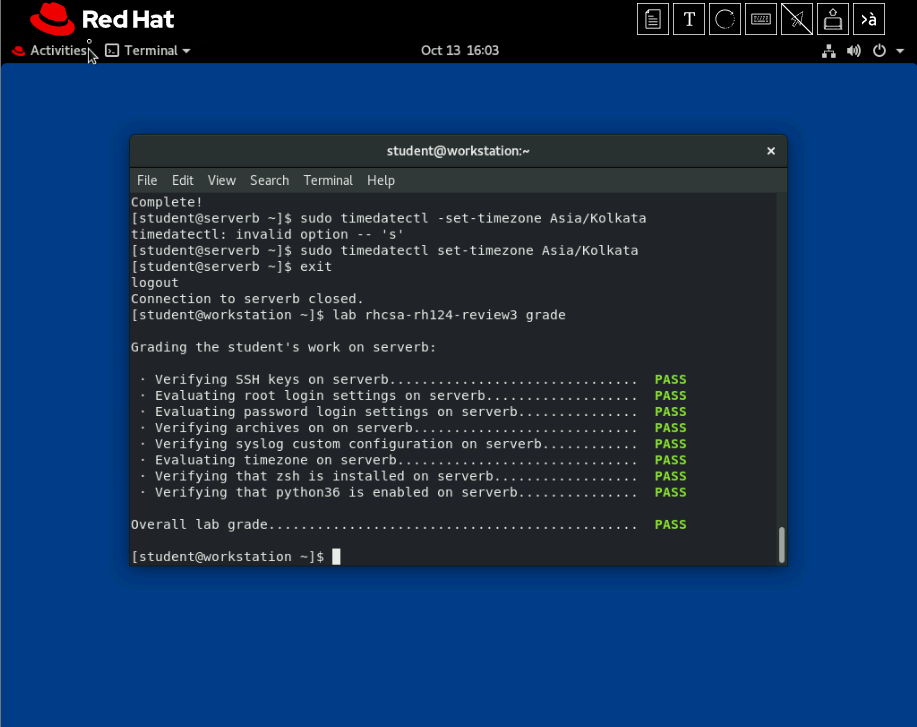 Red Hat
T
>à
Activities
Terminal
Oct 13 16:03
student@workstation:~
×
File Edit View Search Terminal Help
Complete!
[student@serverb ~]$ sudo timedatectl -set-timezone Asia/Kolkata
timedatectl: invalid option -- 's'
[student@serverb ~]$ sudo timedatectl set-timezone Asia/Kolkata
[student@serverb ~]$ exit
logout
Connection to serverb closed.
[student@workstation ~]$ lab rhcsa-rh124-review3 grade
Grading the student's work on serverb:
· Verifying SSH keys on serverb............................... PASS
· Evaluating root login settings on serverb................... PASS
· Evaluating password login settings on serverb............... PASS
· Verifying archives on on serverb............................ PASS
· Verifying syslog custom configuration on serverb............ PASS
· Evaluating timezone on serverb.............................. PASS
· Verifying that zsh is installed on serverb.................. PASS
· Verifying that python36 is enabled on serverb............... PASS
Overall lab grade.............................................. PASS
[student@workstation ~]$